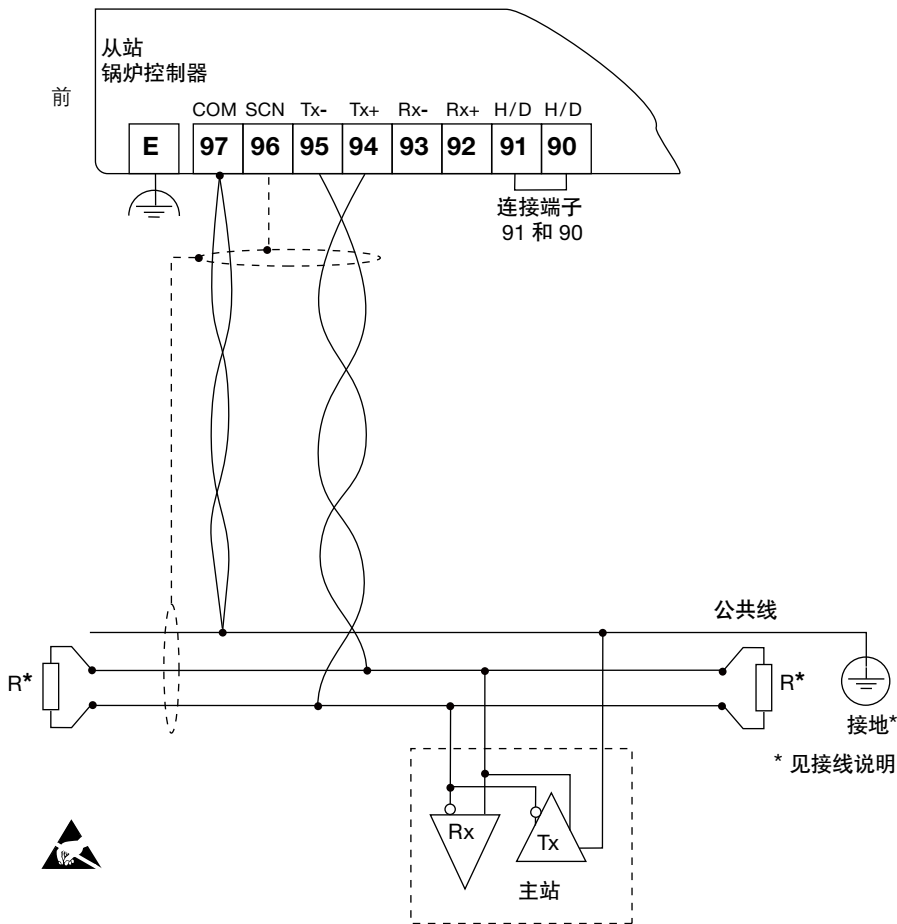 从站
锅炉控制器
前
COM SCN Tx- Tx+ Rx- Rx+ H/D H/D
E 97 96 95 94 93 92 91 90
连接端子
91 和 90
公共线
R* R*
接地*
* 见接线说明
Rx Tx
主站